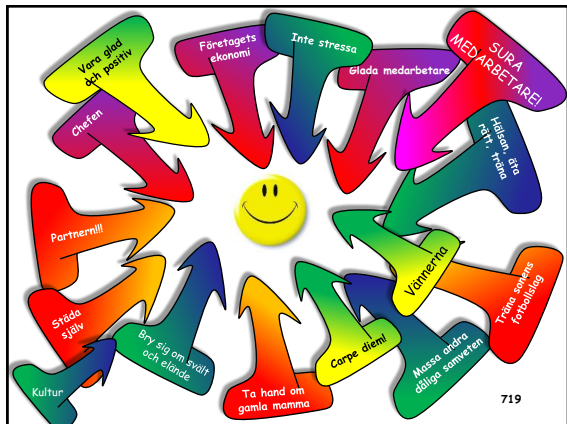 Vara glad
och positiv
Företagets
ekonomi
Inte stressa
Glada medarbetare
SURA
MEDARBETARE!
Chefen
Hälsan, äta
rätt, träna
Partnern!!!
Vännerna
Träna sonens
fotbollslag
Städa
själv
Bry sig om svält
och elände
Carpe diem!
Massa andra
dåliga samveten
Kultur
Ta hand om
gamla mamma
719